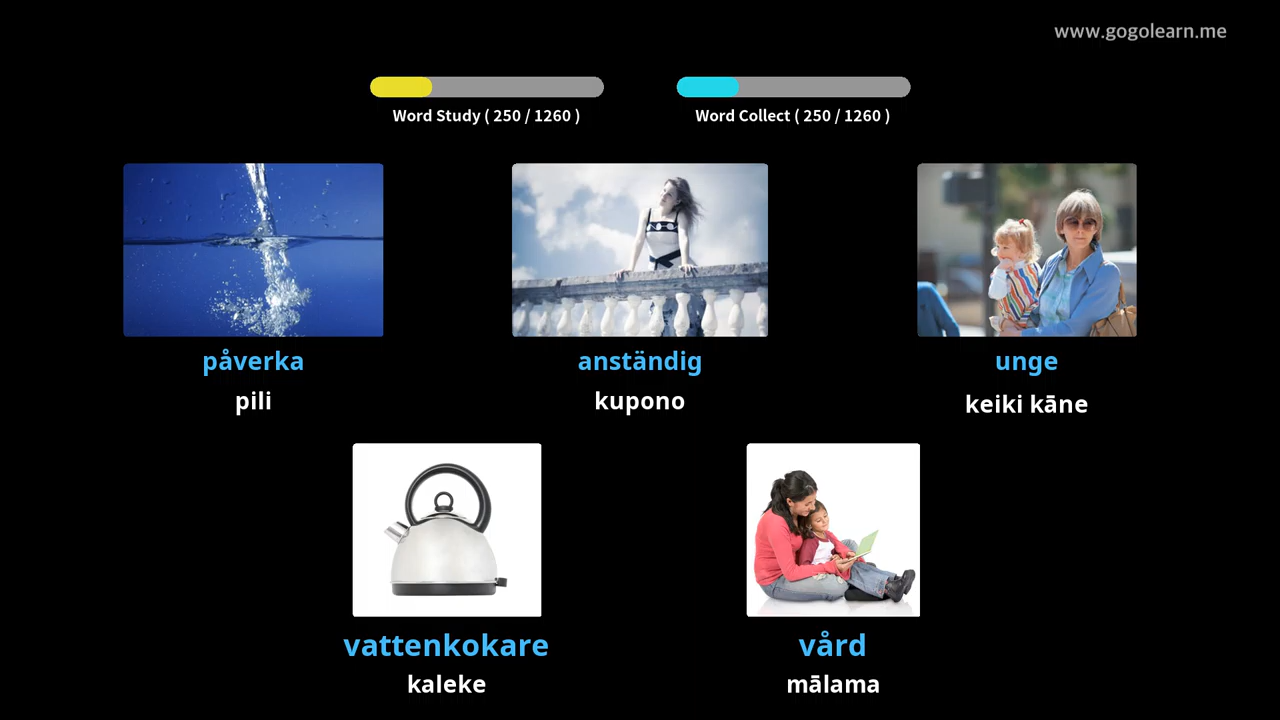 www.gogolearn.me
Word Study ( 250 / 1260 )
Word Collect ( 250 / 1260 )
påverka
anständig
unge
pili
kupono
keiki kāne
vattenkokare
vård
kaleke
mālama